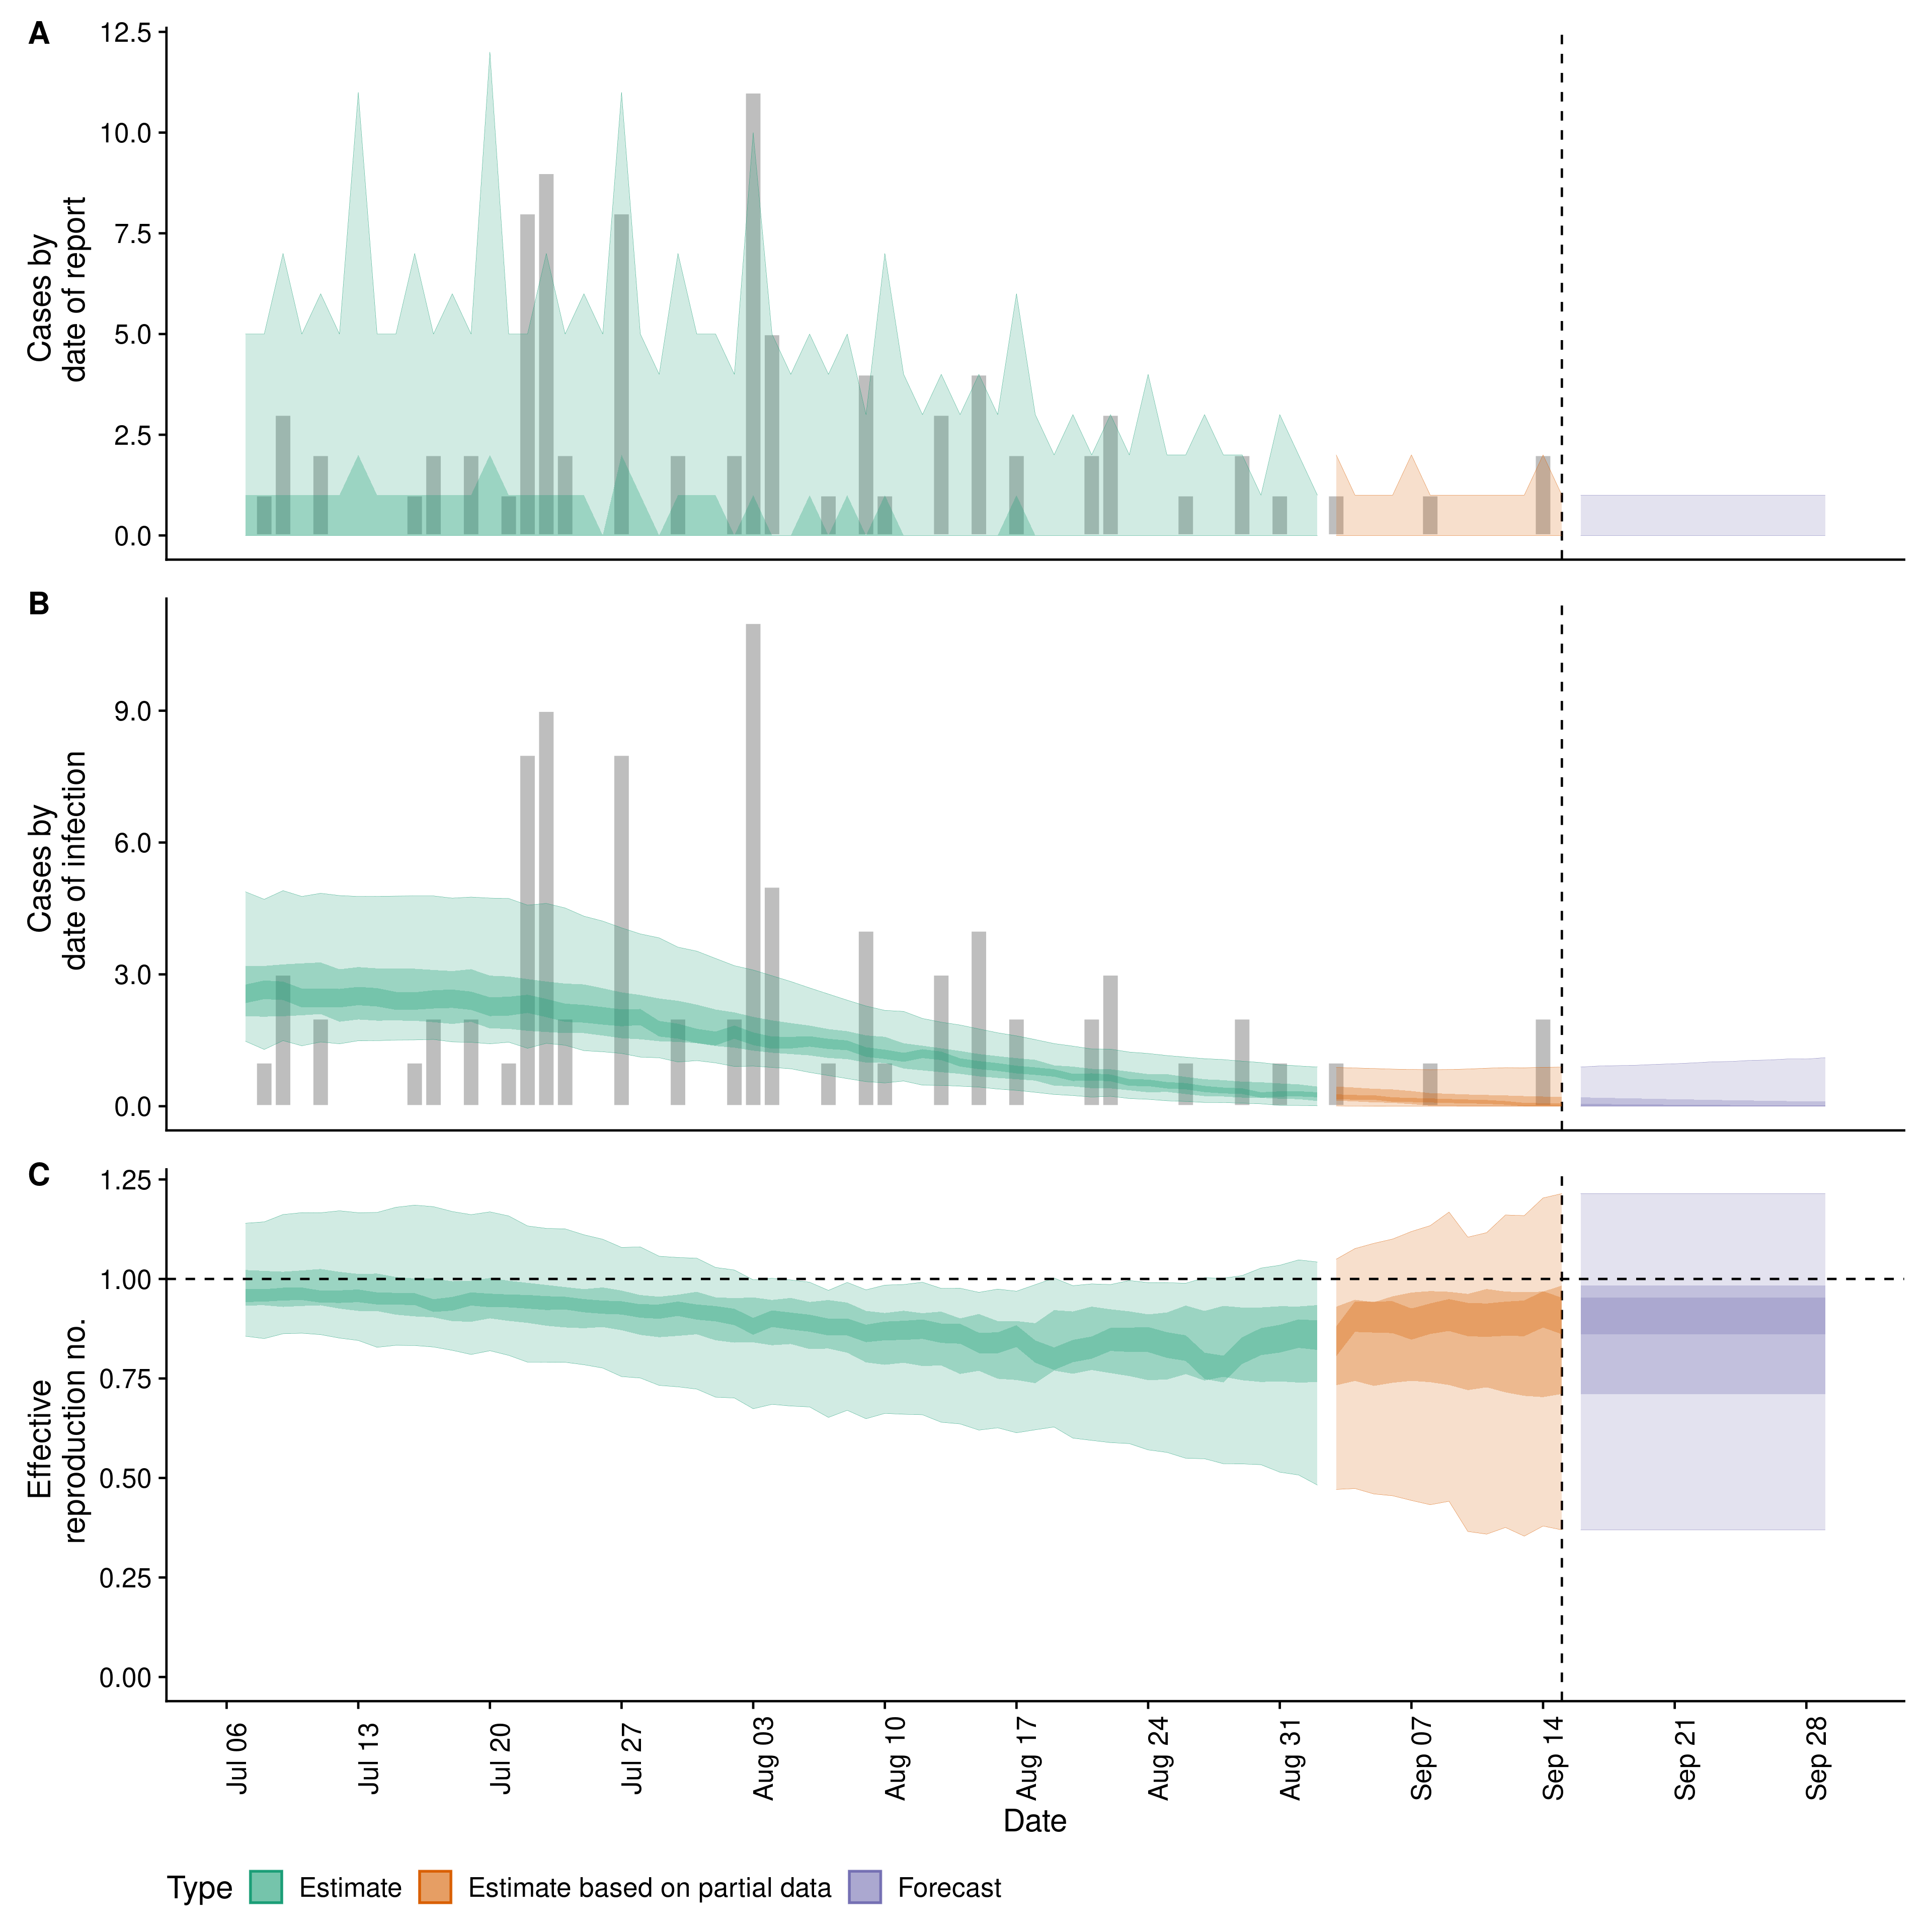 A
Cases by
date of report
12.5
10.0
7.5
5.0
2.5
0.0
B
Cases by
date of infection
9.0
6.0
3.0
0.0
C
Effective
reproduction no.
1.25
1.00
0.75
0.50
0.25
0.00
Jul 06
Jul 13
Jul 20
Jul 27
Aug 03
Aug 10
Aug 17
Aug 24
Aug 31
Sep 07
Sep 14
Sep 21
Sep 28
Date
Type Estimate Estimate based on partial data Forecast